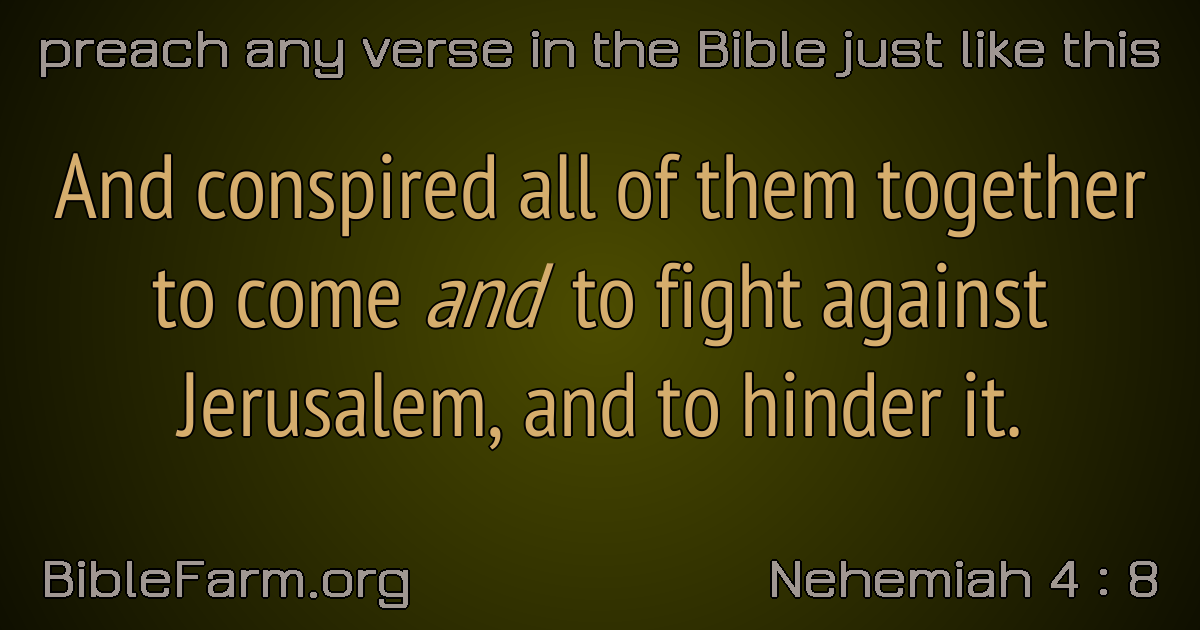 preach any verse in the Bible just like this
And conspired all of them together
to come and to fight against
Jerusalem, and to hinder it.
BibleFarm.org
Nehemiah 4 : 8